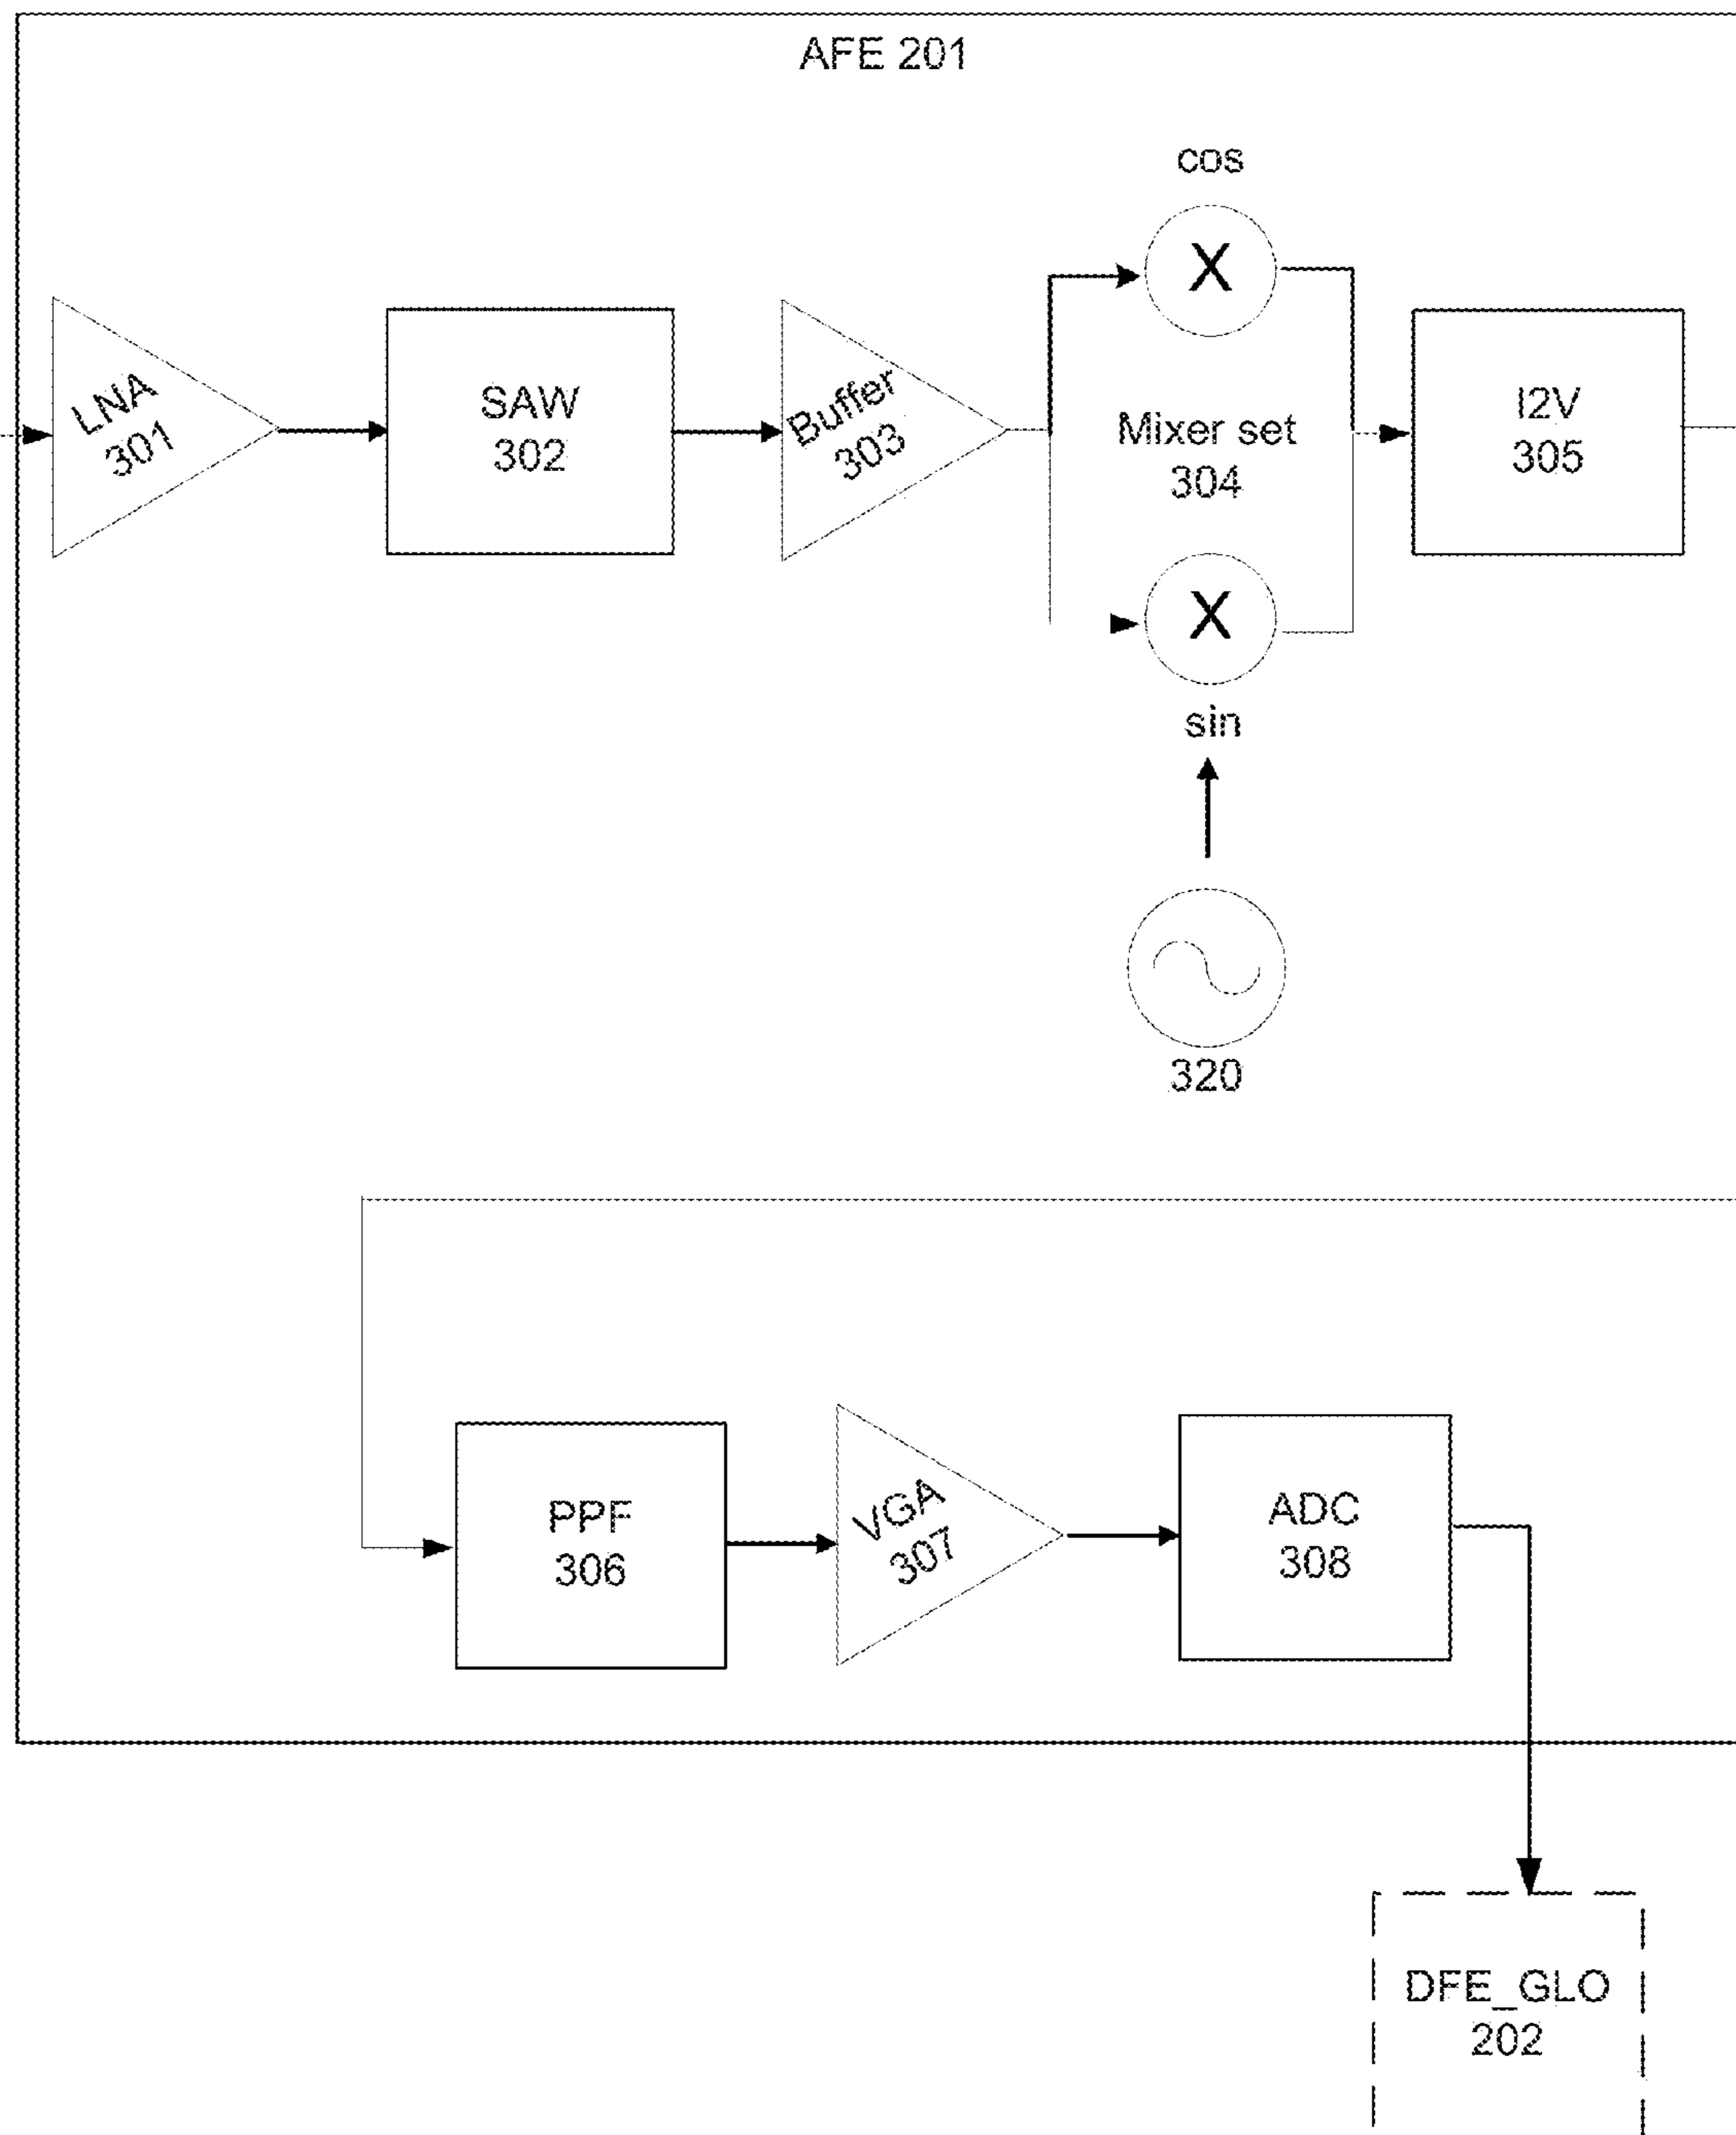 AFE 201
cos
X
LNA
301
SAW
302
Buffer
303
Mixer set
304
I2V
305
X
sin
320
PPF
306
VGA
307
ADC
308
DFE_GLO
202